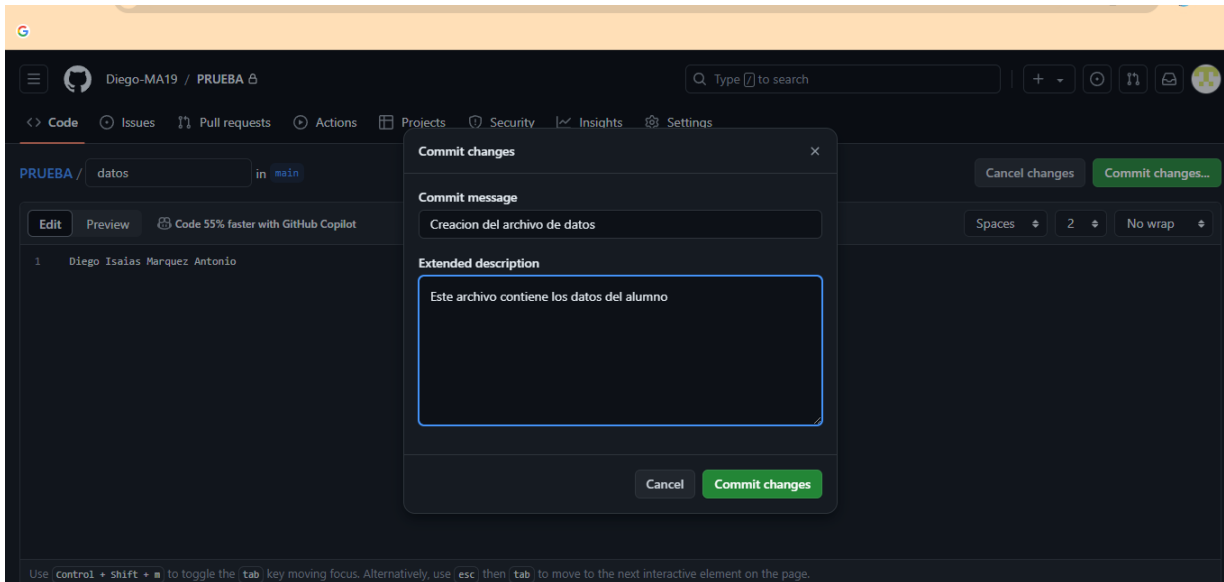 Diego-MA19 / PRUEBA
Type / to search
Code Issues Pull requests Actions Projects Security Insights Settings
PRUEBA / datos in main
Cancel changes Commit changes...
Edit Preview Code 55% faster with GitHub Copilot
Spaces 2 No wrap
1 Diego Isaias Marquez Antonio
Commit changes
Commit message
Creacion del archivo de datos
Extended description
Este archivo contiene los datos del alumno
Cancel Commit changes
Use Control + Shift + m to toggle the tab key moving focus. Alternatively, use esc then tab to move to the next interactive element on the page.